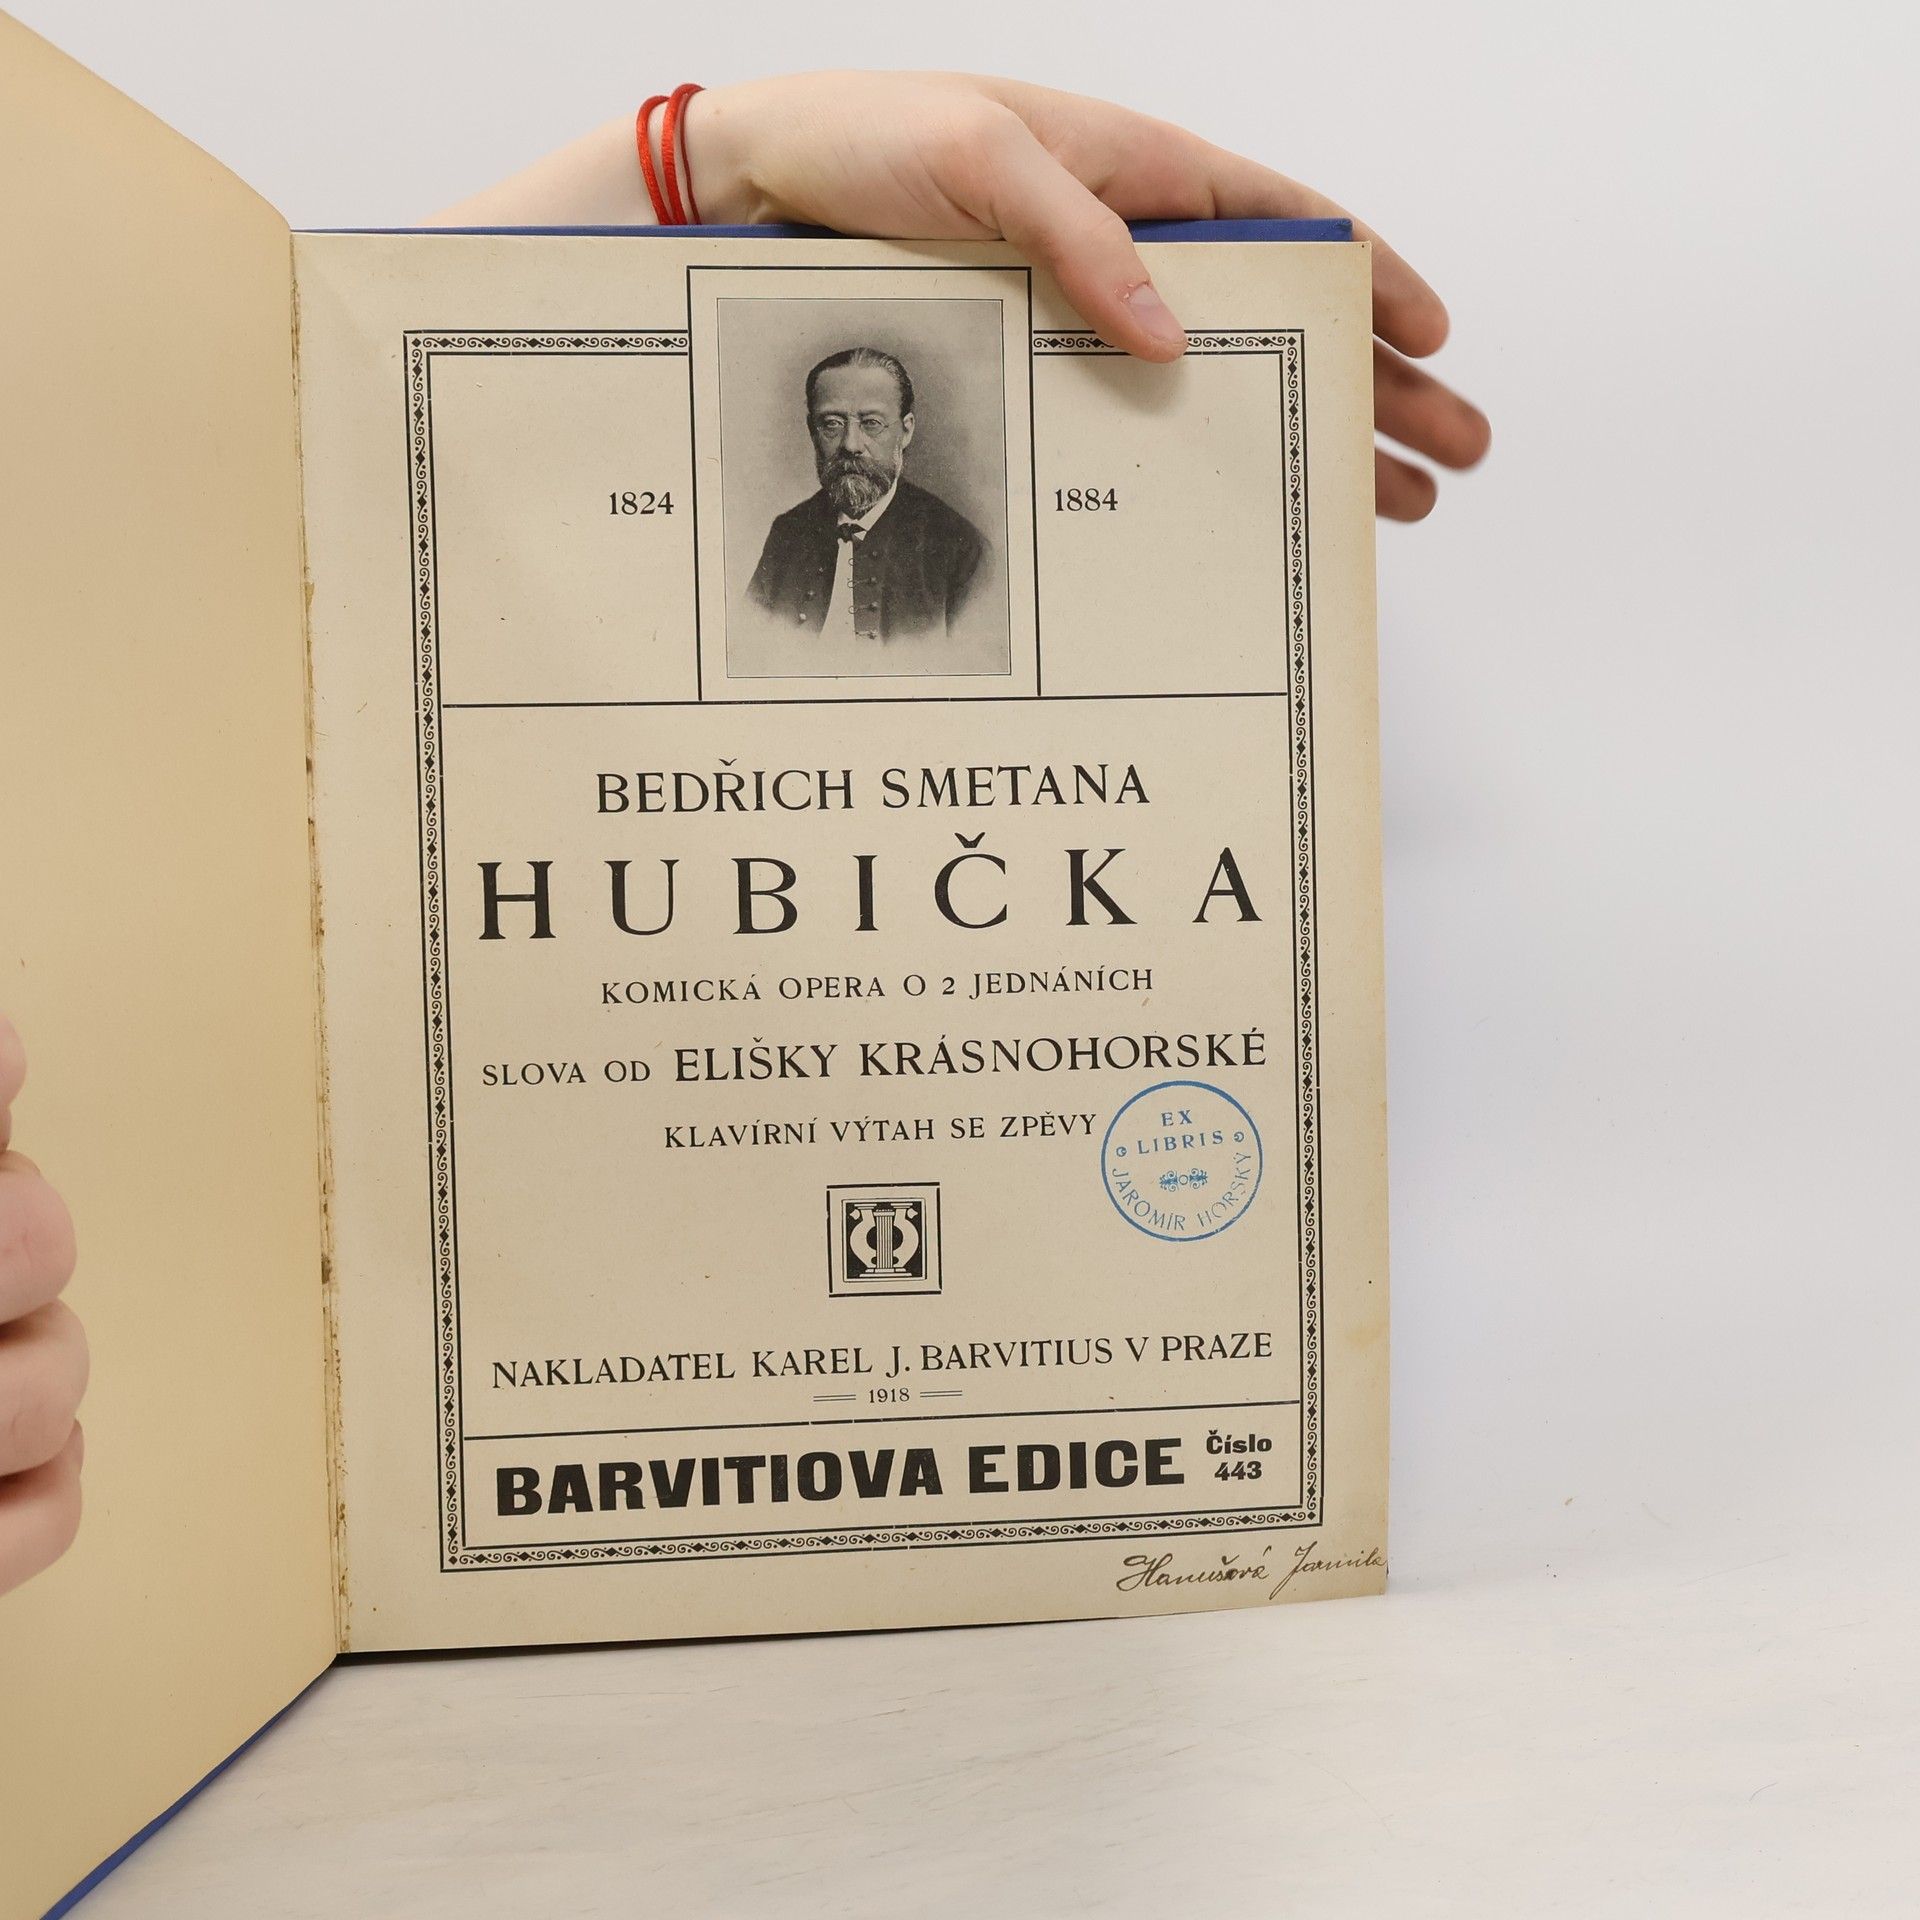 1824
1884
BEDŘICH SMETANA
HUBIČKA
KOMICKÁ OPERA O 2 JEDNÁNÍCH
SLOVA OD ELIŠKY KRÁSNOHORSKÉ
KLAVÍRNÍ VÝTAH SE ZPĚVY
EX
LIBRIS
JAROMÍR HORSKÝ
NAKLADATEL KAREL J. BARVITIUS V PRAZE
1918
BARVITIOVA EDICE
Číslo
443
Hanušová Jarmila